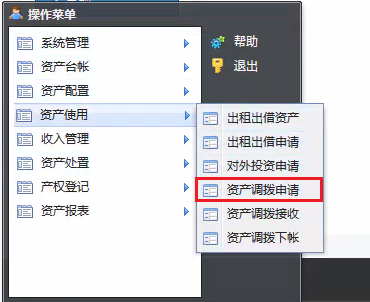 操作菜单
系统管理
资产台帐
资产配置
资产使用
收入管理
资产处置
产权登记
资产报表
帮助
退出
出租出借资产
出租出借申请
对外投资申请
资产调拨申请
资产调拨接收
资产调拨下帐